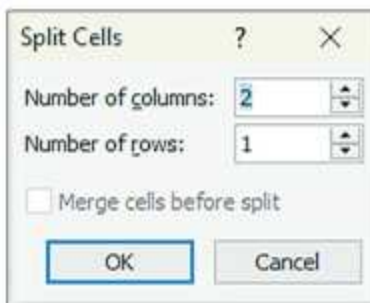 Split Cells ?
Number of columns: 2
Number of rows: 1
Merge cells before split
OK Cancel